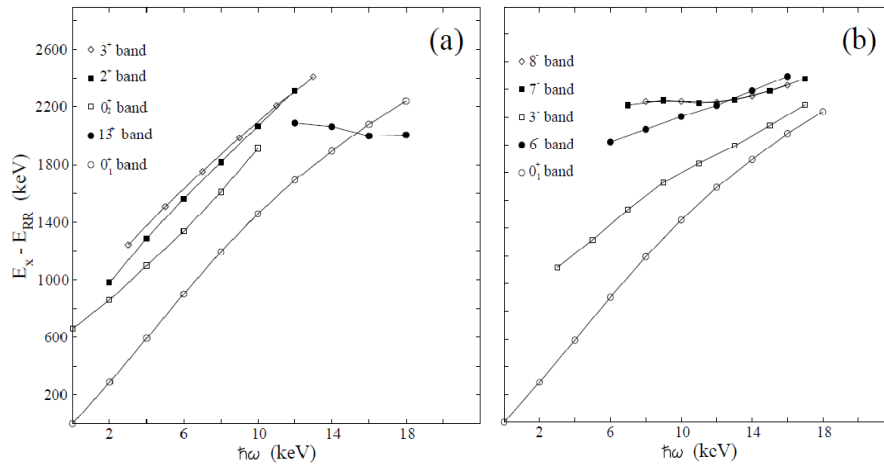 (a)
3⁺ band
2⁺ band
0⁺₂ band
13⁺ band
0⁺₁ band
E_x - E_RR (keV)
2600
2200
1800
1400
1000
600
200
2 6 10 14 18
ħω (keV)
(b)
8⁻ band
7⁻ band
3⁻ band
6⁻ band
0⁺₁ band
2 6 10 14 18
ħω (keV)